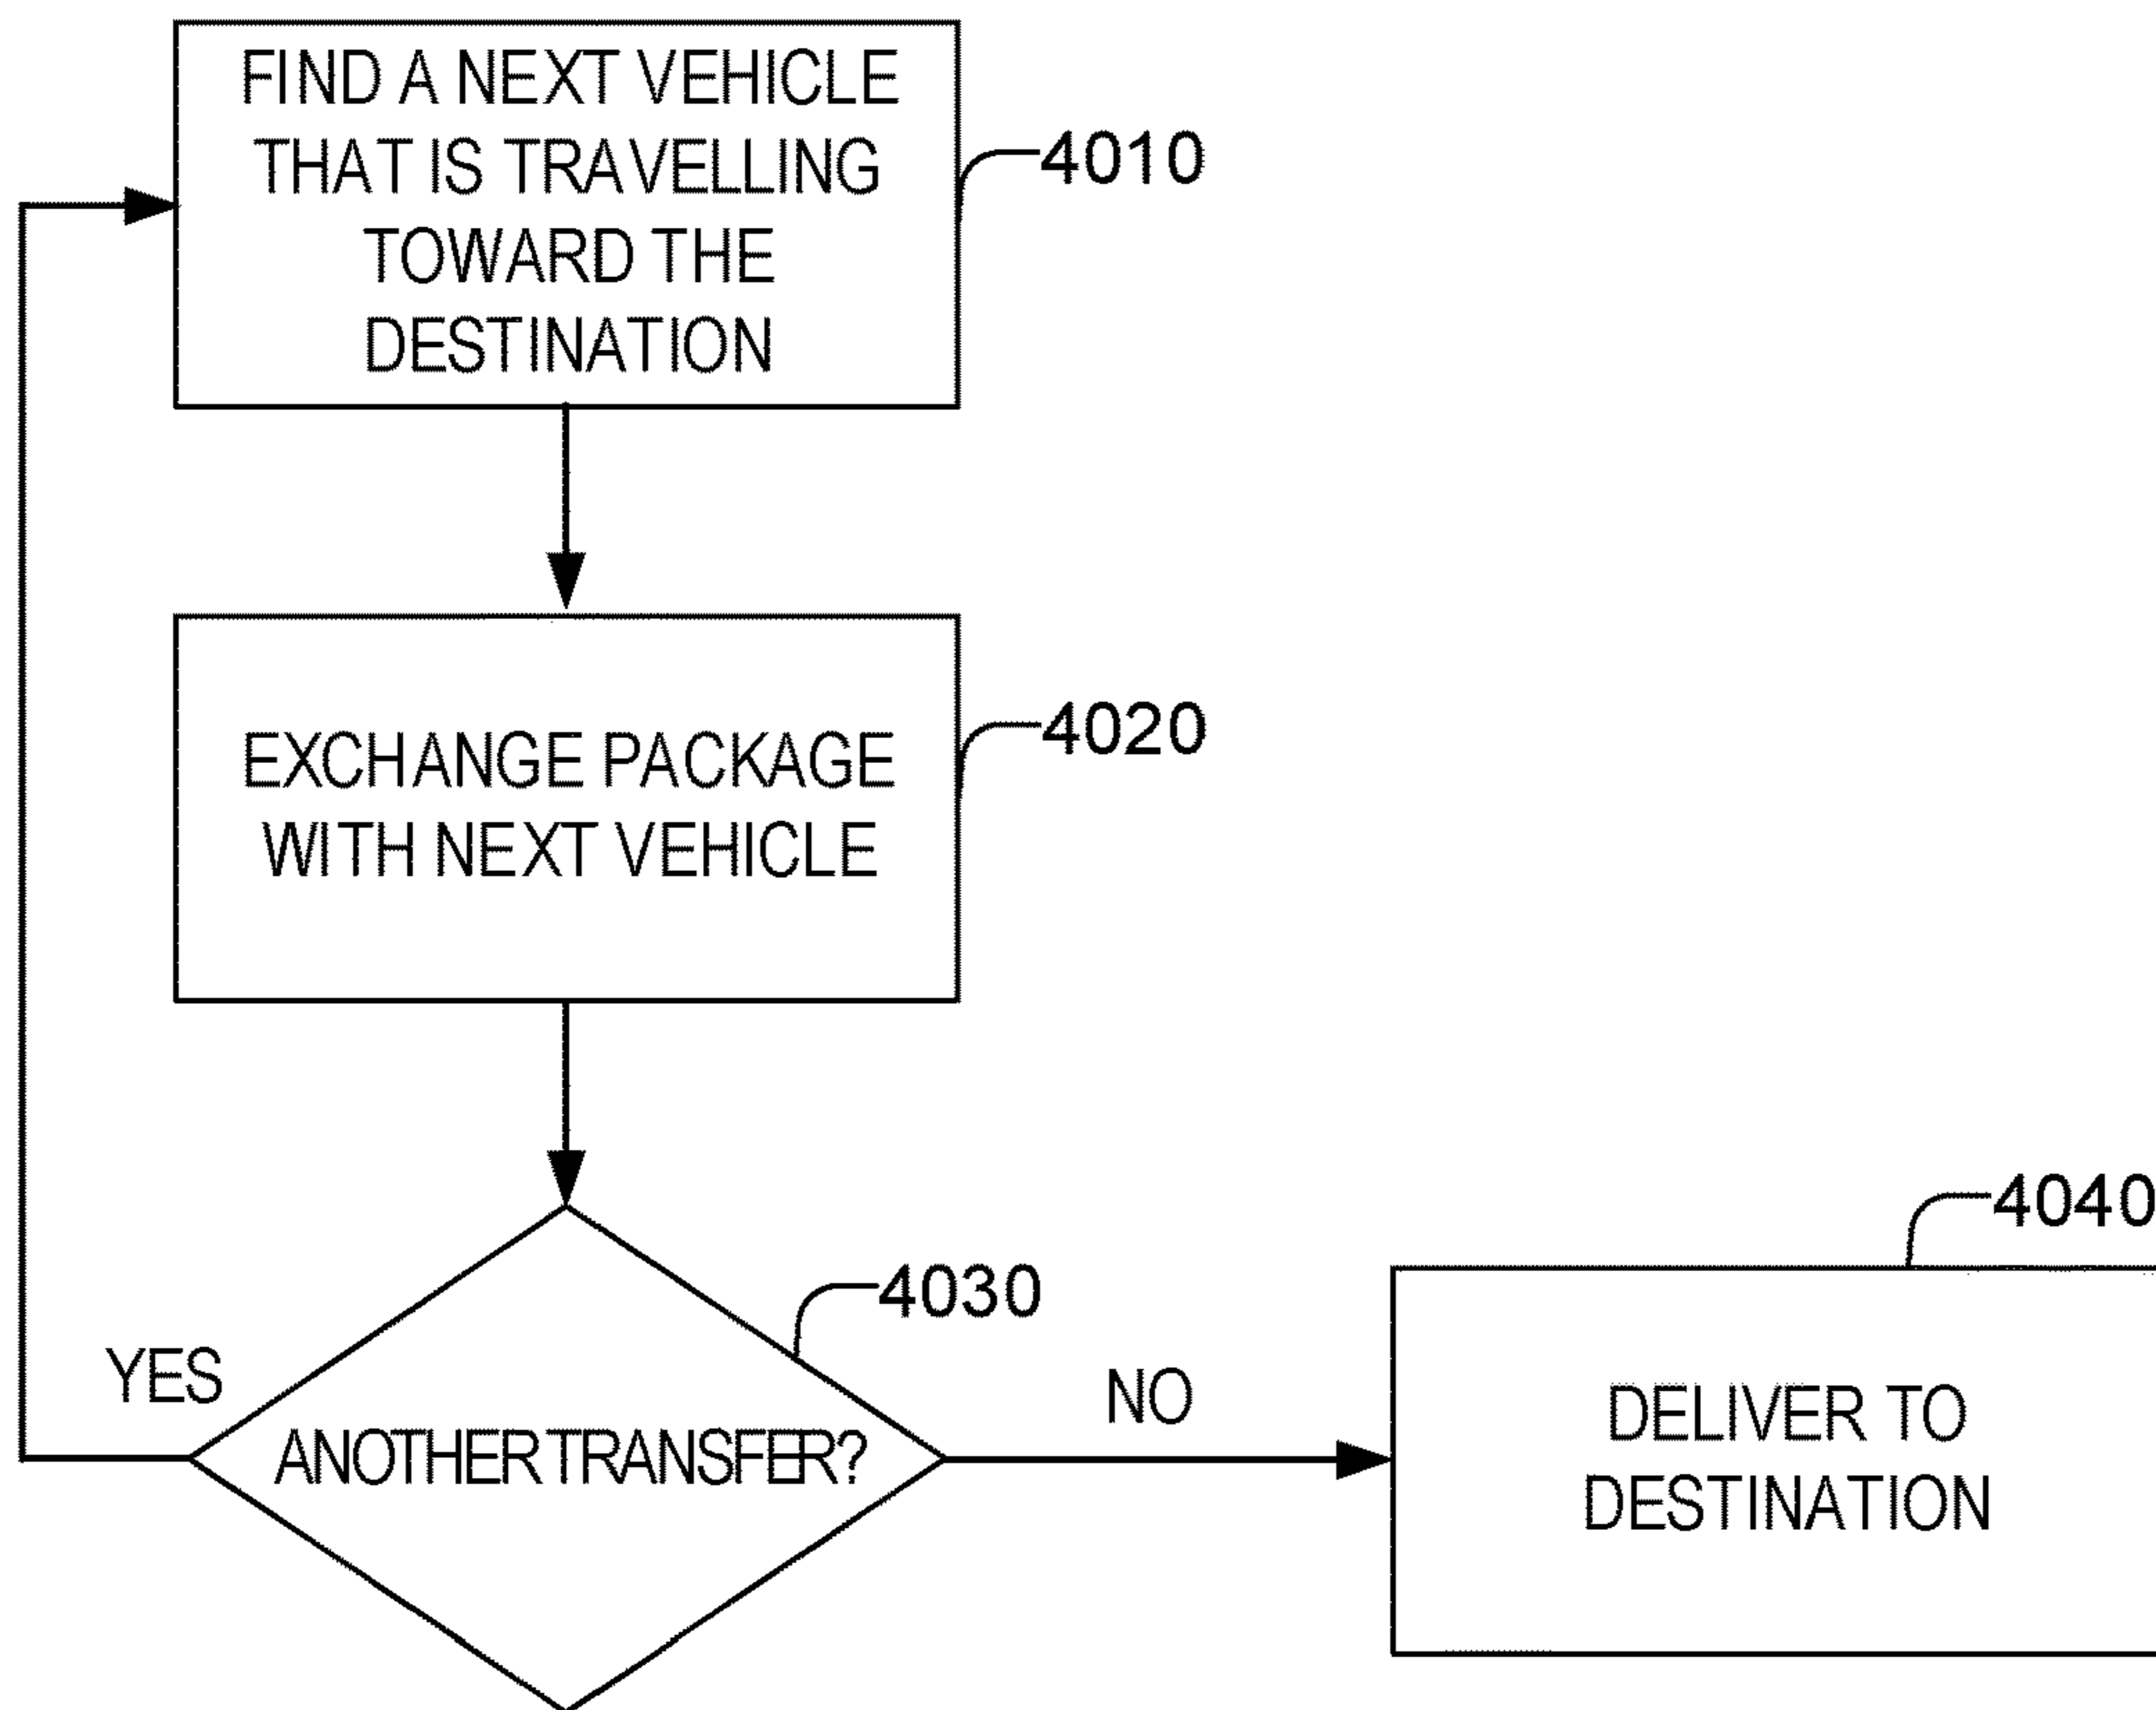 FIND A NEXT VEHICLE
THAT IS TRAVELLING
TOWARD THE
DESTINATION
4010
EXCHANGE PACKAGE
WITH NEXT VEHICLE
4020
ANOTHER TRANSFER?
4030
YES
NO
DELIVER TO
DESTINATION
4040